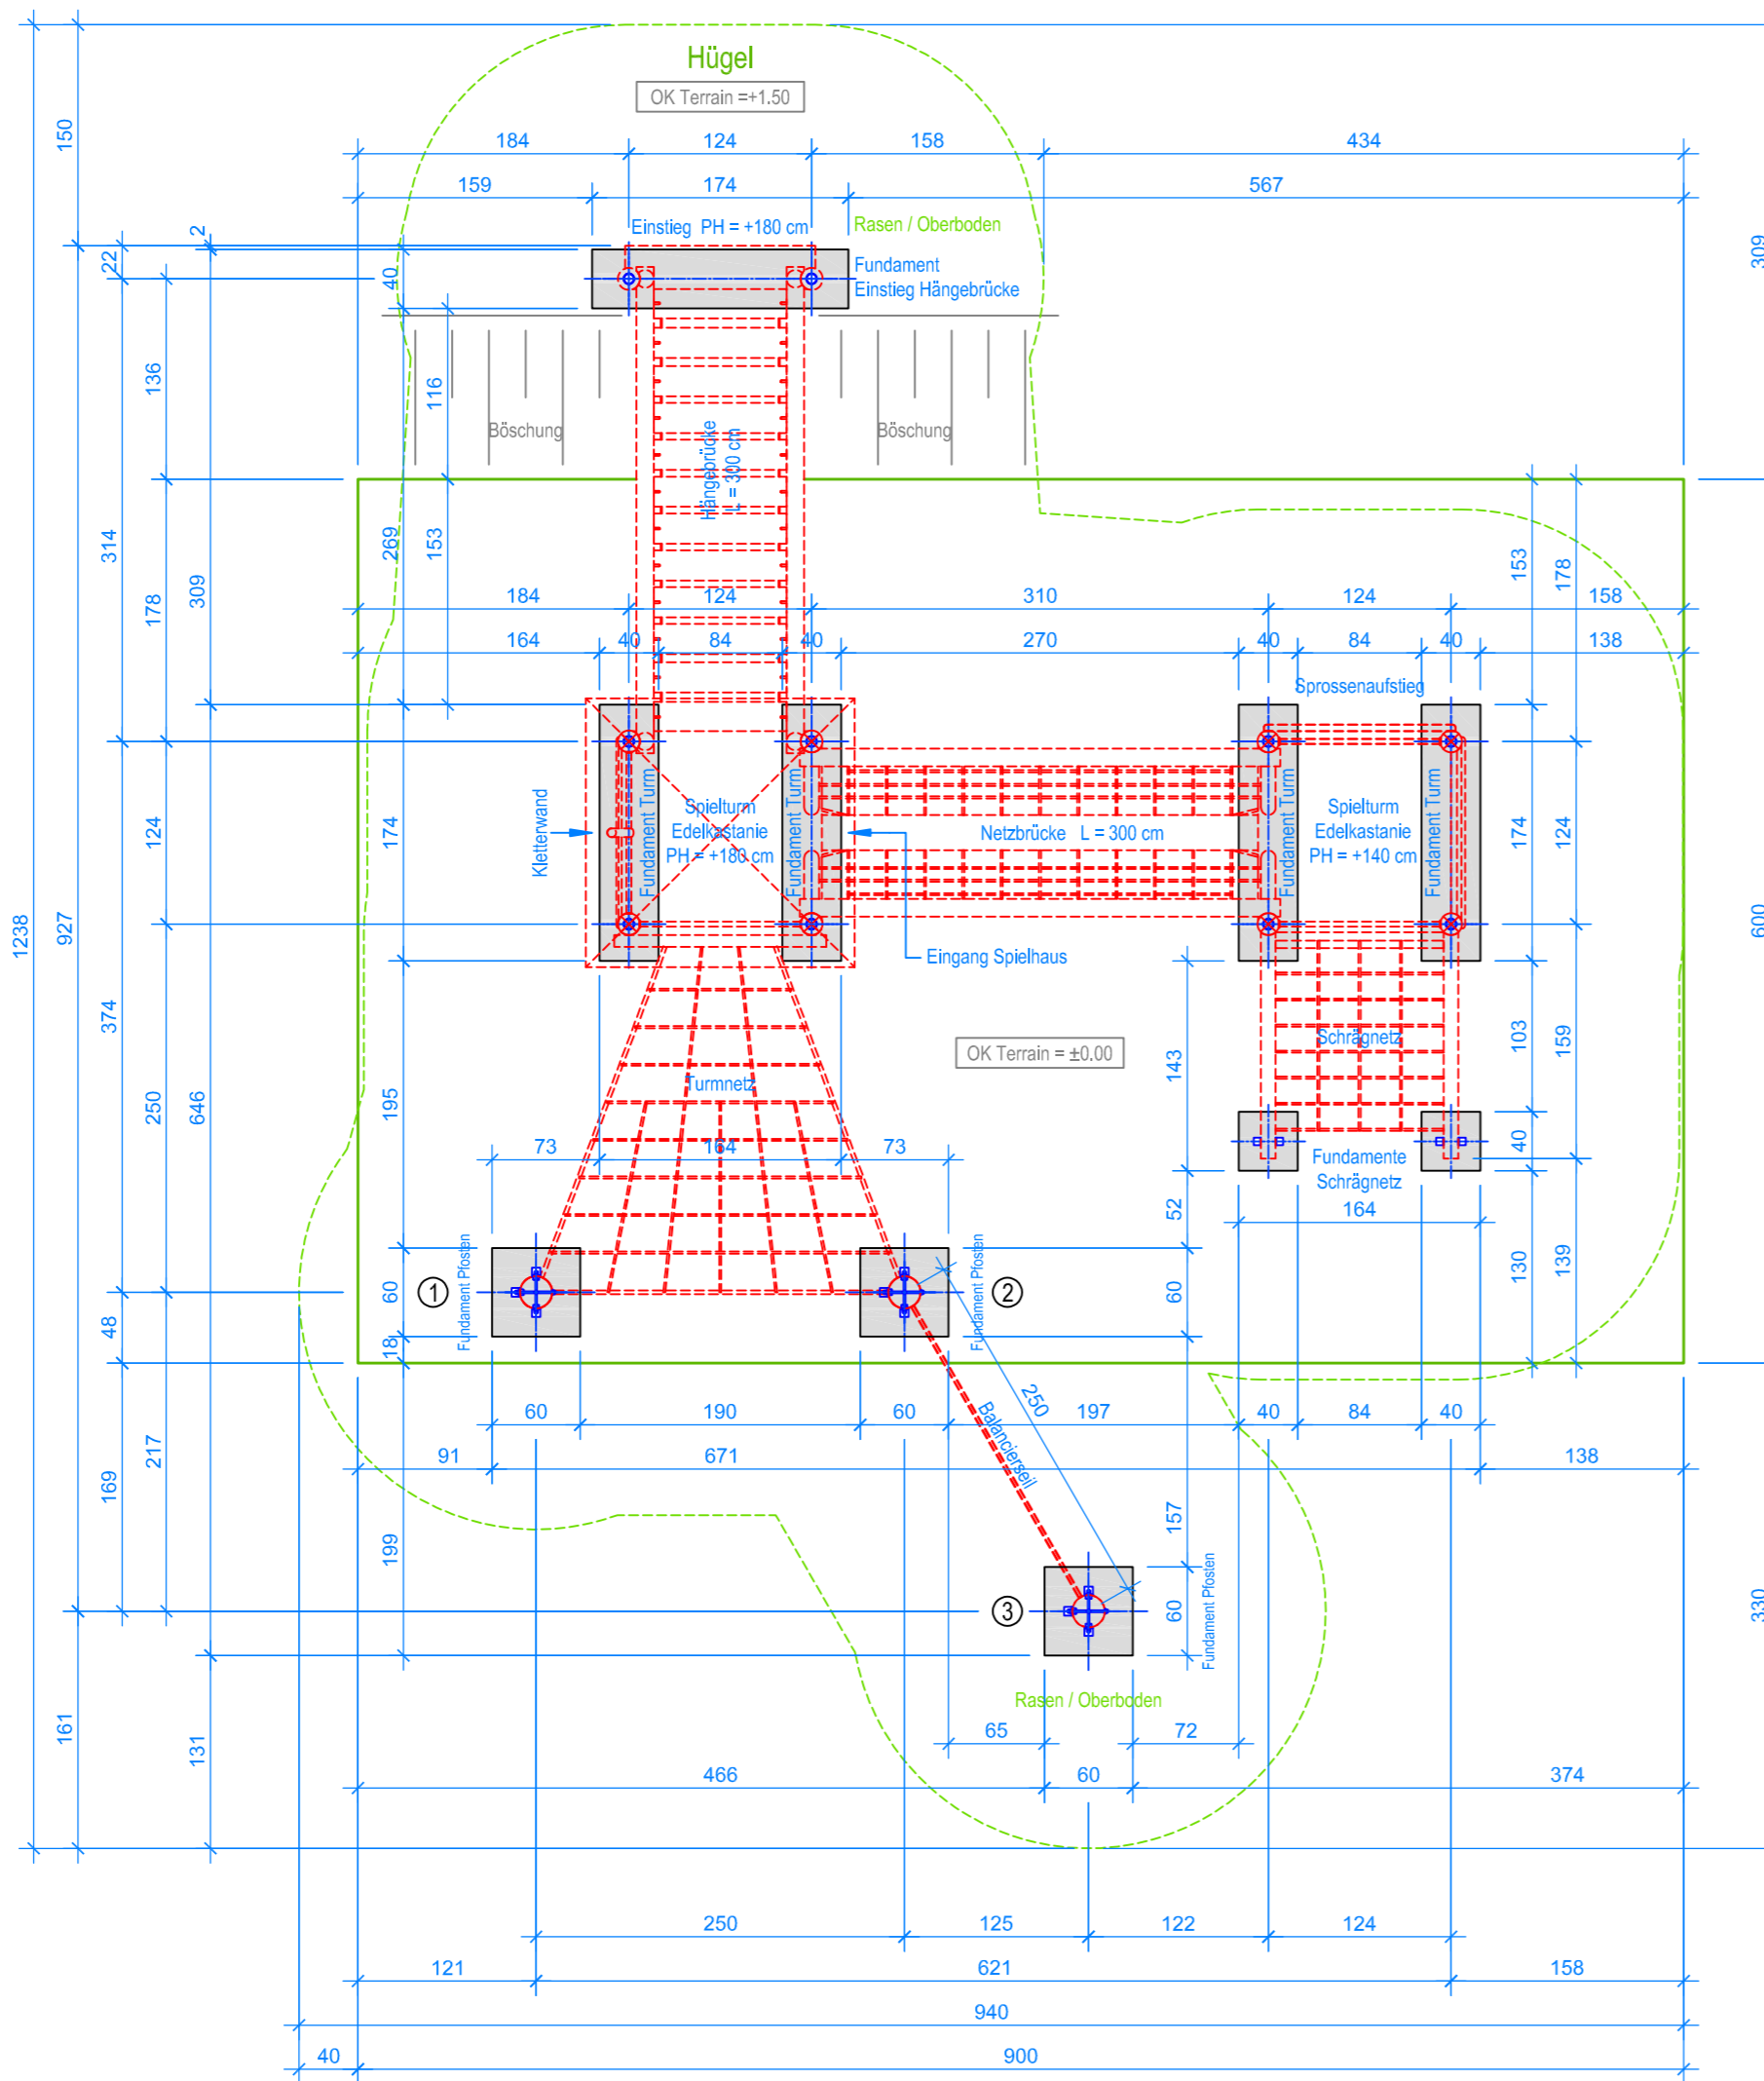 Hügel
OK Terrain =+1.50
184 124 158 434
159 174 567
Einstieg PH = +180 cm
Rasen / Oberboden
Fundament
Einstieg Hängebrücke
150
2
22
40
309
136
116
Böschung
Böschung
Hängebrücke
L = 300 cm
314
178
309
269
153
153
178
184 124 310 124 158
164 40 84 40 270 40 84 40 138
Sprossenaufstieg
Kletterwand
Fundament Turm
Spielturm
Edelkastanie
PH = +180 cm
Fundament Turm
Netzbrücke L = 300 cm
Fundament Turm
Spielturm
Edelkastanie
PH = +140 cm
Fundament Turm
124
174
174
124
1238
927
600
Eingang Spielhaus
374
250
646
195
OK Terrain = ±0.00
143
Schrägnetz
103
159
Turmnetz
73 164 73
40
Fundamente
Schrägnetz
164
52
130
139
1
60
Fundament Pfosten
Fundament Pfosten
2
60
48
18
250
Balancierseil
60 190 60 197 40 84 40
91 671 138
217
169
199
157
3
60
Fundament Pfosten
330
Rasen / Oberboden
161
131
65 72
466 60 374
250 125 122 124
121 621 158
940
40 900